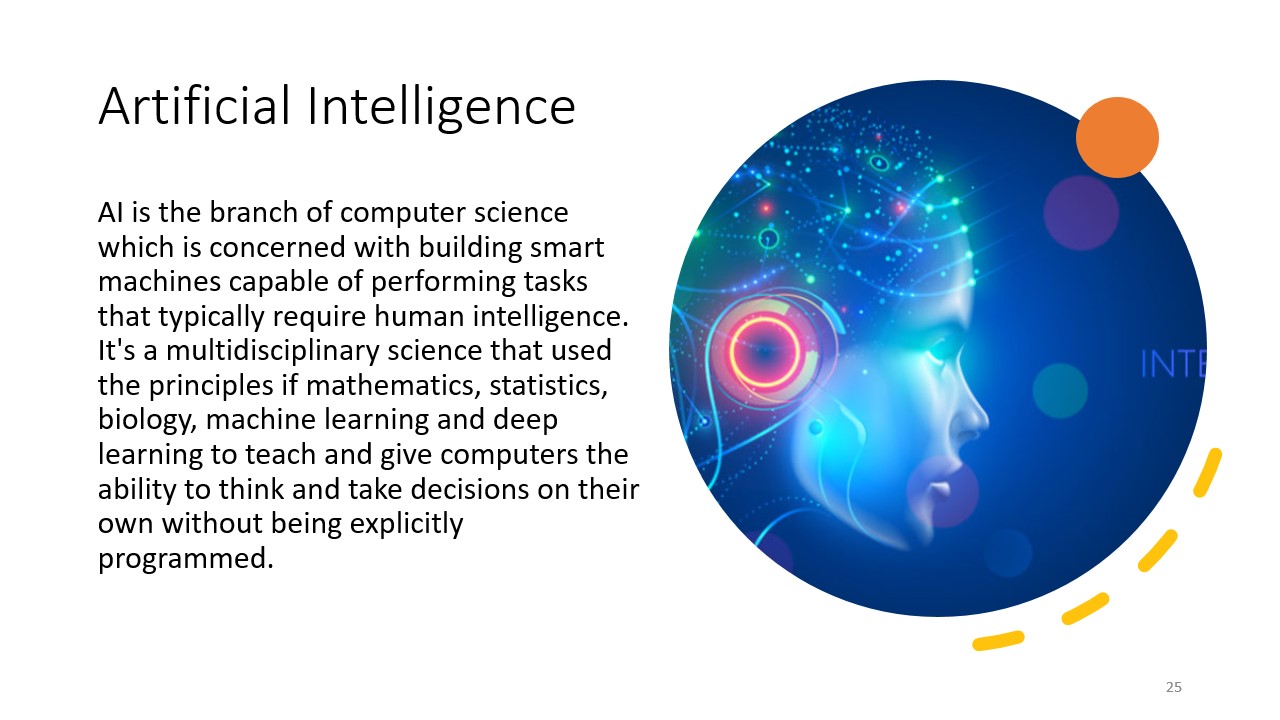 Artificial Intelligence
AI is the branch of computer science
which is concerned with building smart
machines capable of performing tasks
that typically require human intelligence.
It's a multidisciplinary science that used
the principles if mathematics, statistics,
biology, machine learning and deep
learning to teach and give computers the
ability to think and take decisions on their
own without being explicitly
programmed.
INTE
25